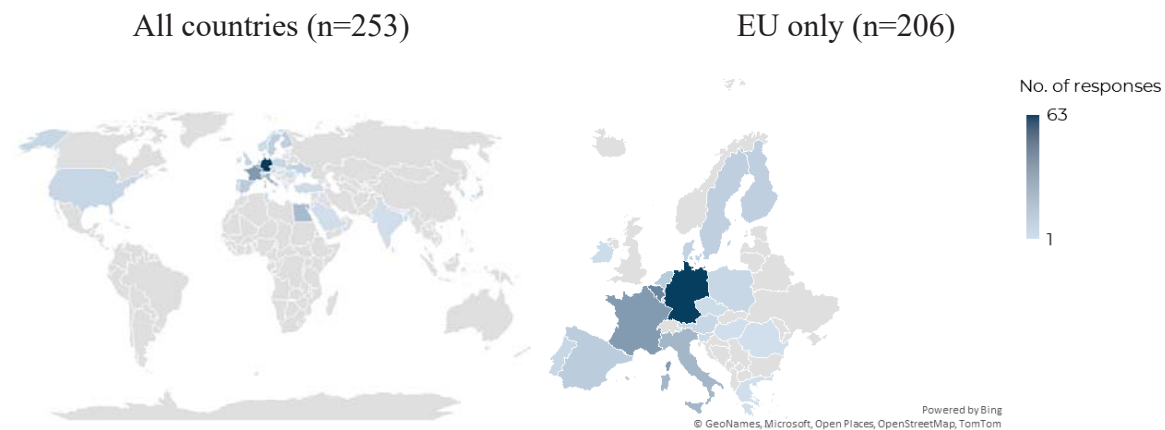 All countries (n=253)
EU only (n=206)
No. of responses
63
1
Powered by Bing
© GeoNames, Microsoft, Open Places, OpenStreetMap, TomTom